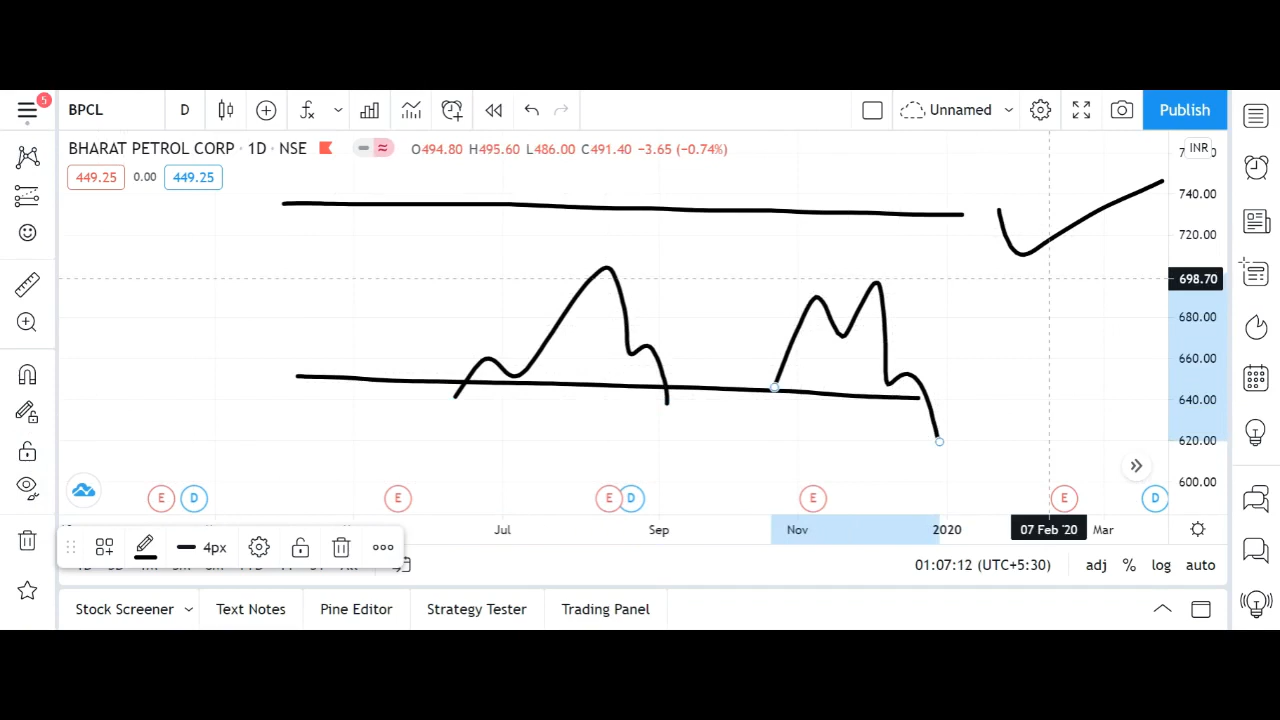 5
BPCL D fx Unnamed Publish
BHARAT PETROL CORP · 1D · NSE O494.80 H495.60 L486.00 C491.40 −3.65 (−0.74%) INR
449.25 0.00 449.25
740.00
720.00
698.70
680.00
660.00
640.00
620.00
600.00
E D E E D E E D
Jul Sep Nov 2020 07 Feb '20 Mar
4px
01:07:12 (UTC+5:30) adj % log auto
Stock Screener Text Notes Pine Editor Strategy Tester Trading Panel